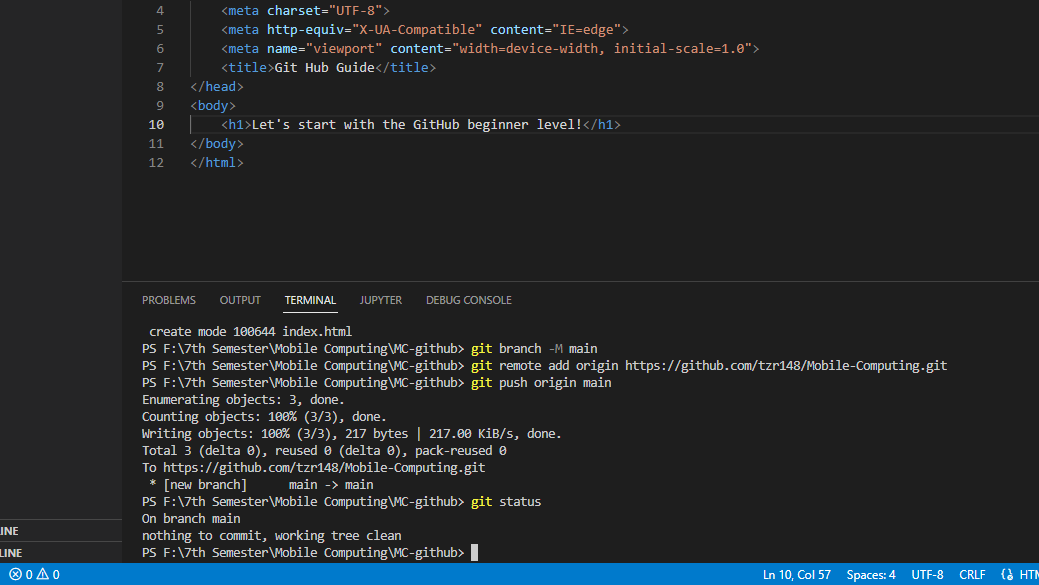 4 <meta charset="UTF-8">
5 <meta http-equiv="X-UA-Compatible" content="IE=edge">
6 <meta name="viewport" content="width=device-width, initial-scale=1.0">
7 <title>Git Hub Guide</title>
8 </head>
9 <body>
10 <h1>Let's start with the GitHub beginner level!</h1>
11 </body>
12 </html>
PROBLEMS OUTPUT TERMINAL JUPYTER DEBUG CONSOLE
create mode 100644 index.html
PS F:\7th Semester\Mobile Computing\MC-github> git branch -M main
PS F:\7th Semester\Mobile Computing\MC-github> git remote add origin https://github.com/tzr148/Mobile-Computing.git
PS F:\7th Semester\Mobile Computing\MC-github> git push origin main
Enumerating objects: 3, done.
Counting objects: 100% (3/3), done.
Writing objects: 100% (3/3), 217 bytes | 217.00 KiB/s, done.
Total 3 (delta 0), reused 0 (delta 0), pack-reused 0
To https://github.com/tzr148/Mobile-Computing.git
* [new branch] main -> main
PS F:\7th Semester\Mobile Computing\MC-github> git status
On branch main
nothing to commit, working tree clean
PS F:\7th Semester\Mobile Computing\MC-github>
INE
LINE
0 0 Ln 10, Col 57 Spaces: 4 UTF-8 CRLF HTM